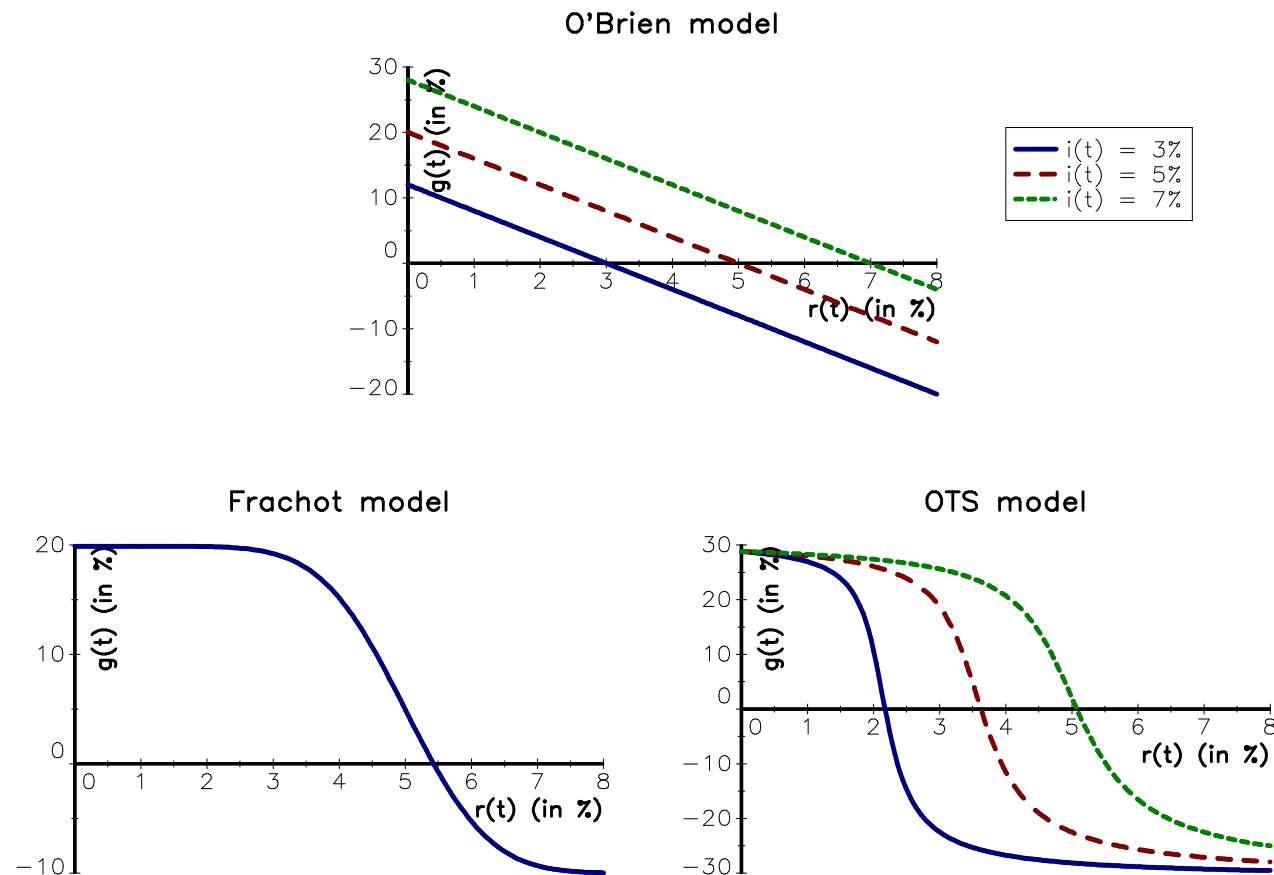 O'Brien model
30
20
10
0
−10
−20
g(t) (in %)
0 1 2 3 4 5 6 7 8
r(t) (in %)
i(t) = 3%
i(t) = 5%
i(t) = 7%
Frachot model
20
10
0
−10
g(t) (in %)
0 1 2 3 4 5 6 7 8
r(t) (in %)
OTS model
30
20
10
0
−10
−20
−30
g(t) (in %)
0 1 2 3 4 5 6 7 8
r(t) (in %)